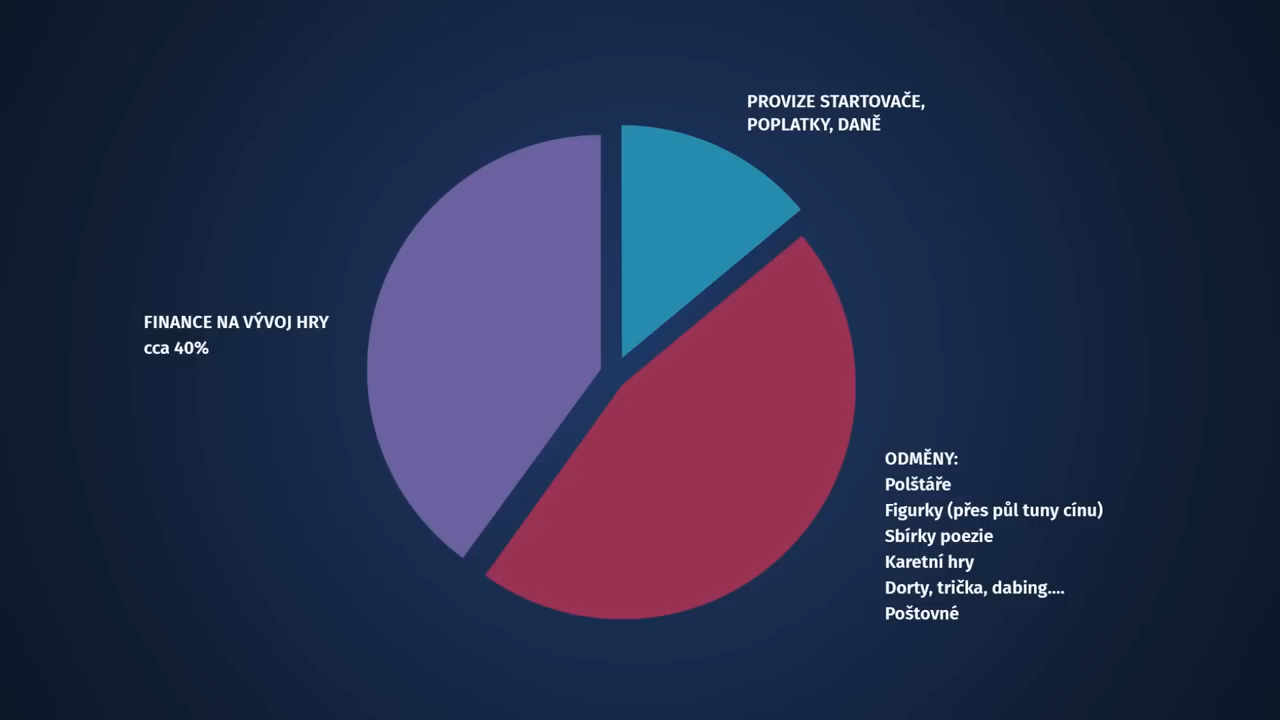 PROVIZE STARTOVAČE,
POPLATKY, DANĚ
FINANCE NA VÝVOJ HRY
cca 40%
ODMĚNY:
Polštáře
Figurky (přes půl tuny cínu)
Sbírky poezie
Karetní hry
Dorty, trička, dabing....
Poštovné